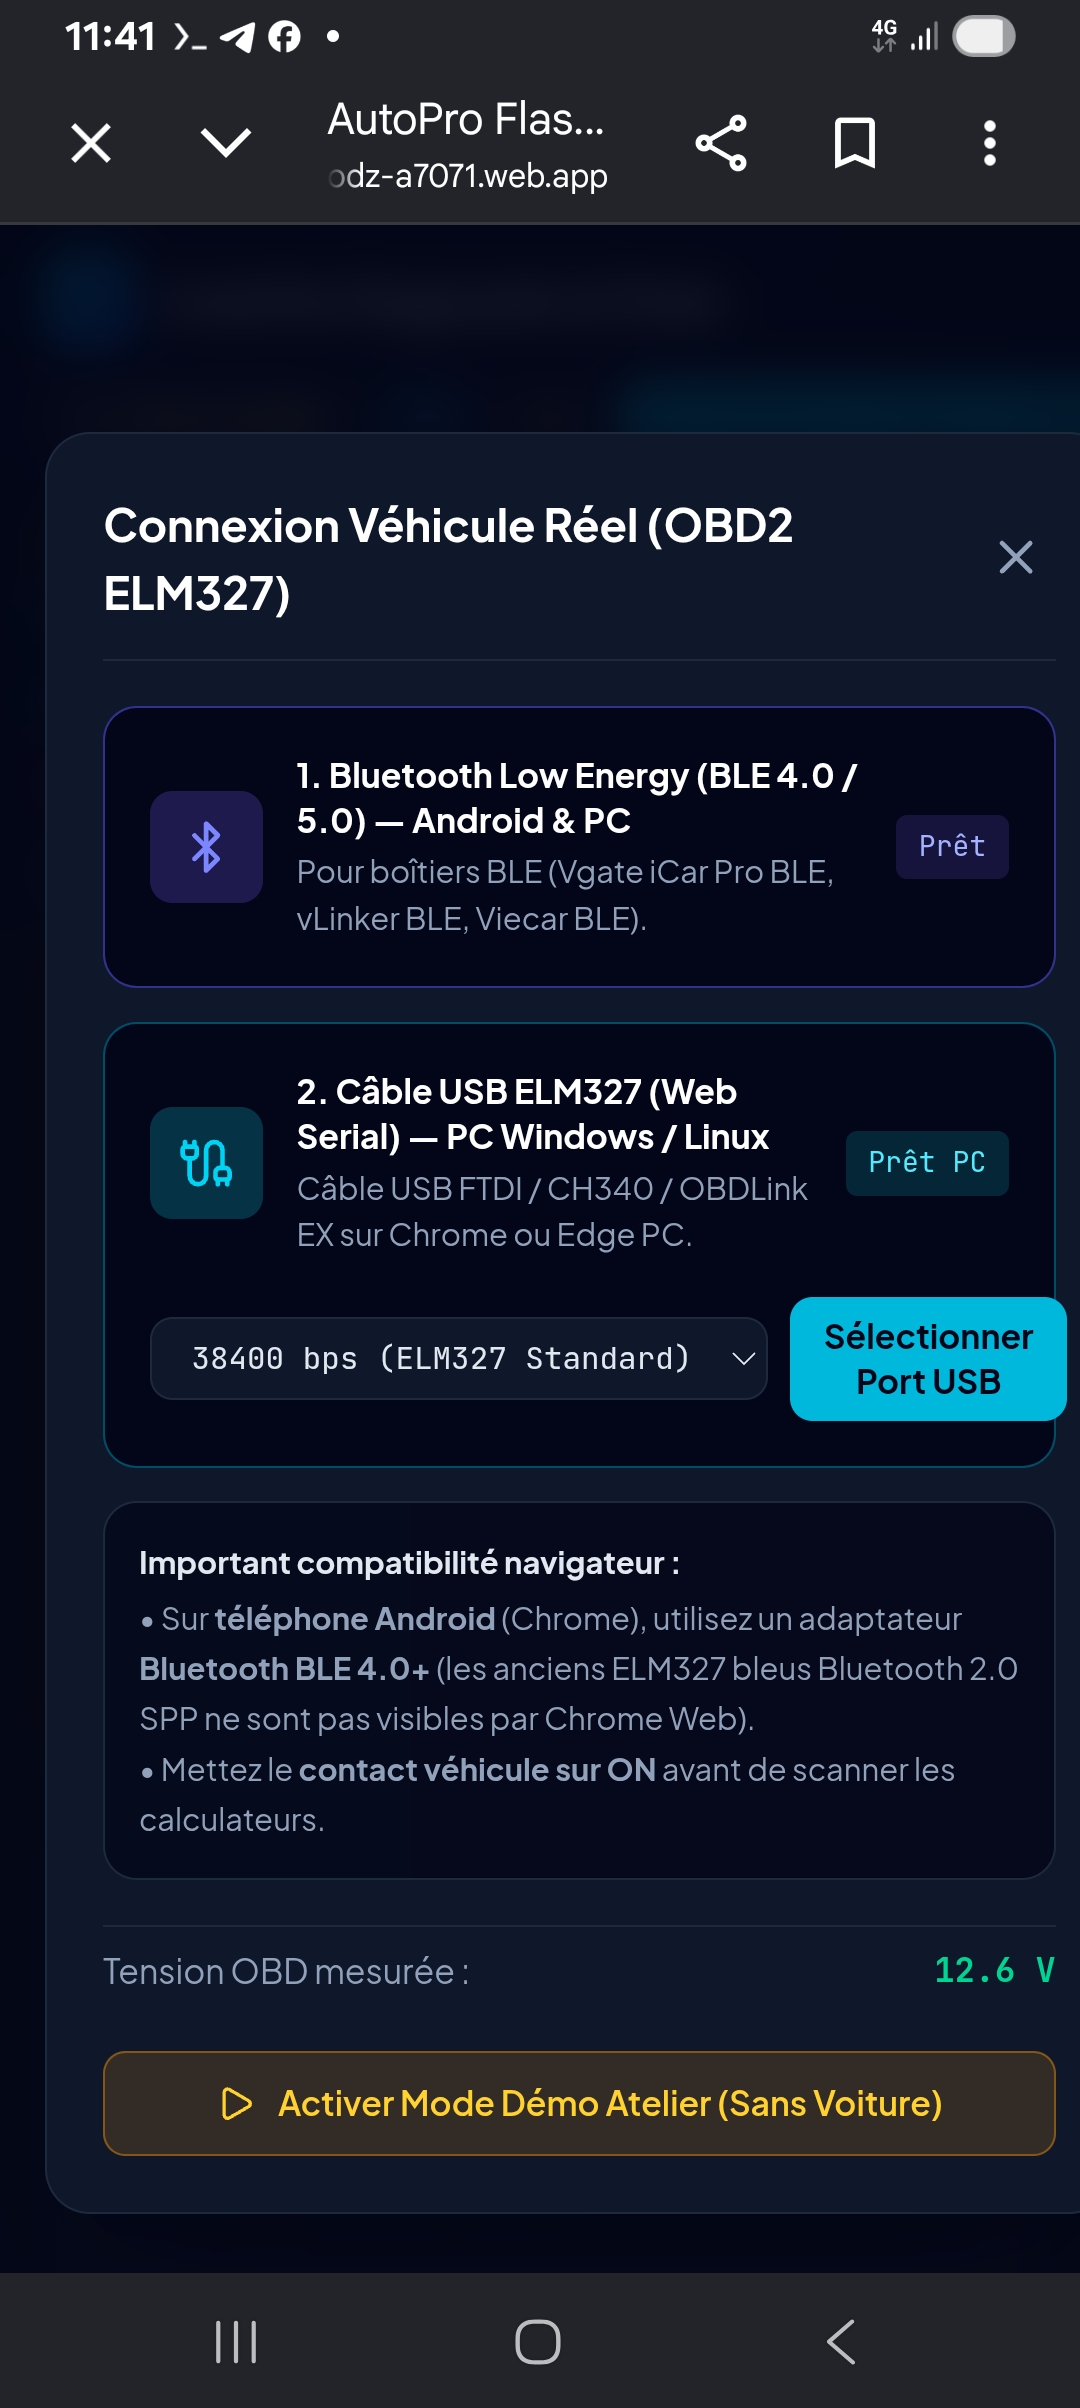 11:41
4G
AutoPro Flas...
odz-a7071.web.app
Connexion Véhicule Réel (OBD2
ELM327)
1. Bluetooth Low Energy (BLE 4.0 /
5.0) — Android & PC
Pour boîtiers BLE (Vgate iCar Pro BLE,
vLinker BLE, Viecar BLE).
Prêt
2. Câble USB ELM327 (Web
Serial) — PC Windows / Linux
Câble USB FTDI / CH340 / OBDLink
EX sur Chrome ou Edge PC.
Prêt PC
38400 bps (ELM327 Standard)
Sélectionner
Port USB
Important compatibilité navigateur :
• Sur téléphone Android (Chrome), utilisez un adaptateur
Bluetooth BLE 4.0+ (les anciens ELM327 bleus Bluetooth 2.0
SPP ne sont pas visibles par Chrome Web).
• Mettez le contact véhicule sur ON avant de scanner les
calculateurs.
Tension OBD mesurée :
12.6 V
Activer Mode Démo Atelier (Sans Voiture)